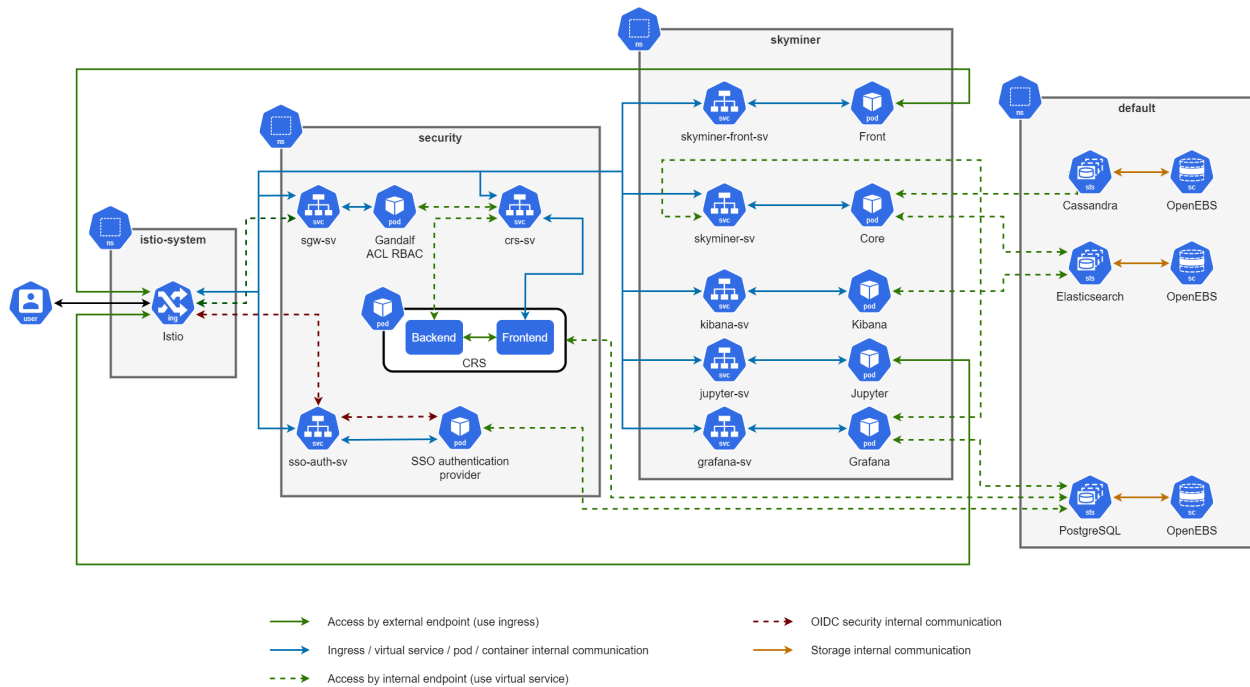 ns
skyminer
ns
default
ns
security
svc
skyminer-front-sv
pod
Front
ns
istio-system
svc
sgw-sv
pod
Gandalf
ACL RBAC
svc
crs-sv
svc
skyminer-sv
pod
Core
sts
Cassandra
sc
OpenEBS
user
ing
Istio
pod
Backend
Frontend
CRS
svc
kibana-sv
pod
Kibana
sts
Elasticsearch
sc
OpenEBS
svc
jupyter-sv
pod
Jupyter
svc
sso-auth-sv
pod
SSO authentication
provider
svc
grafana-sv
pod
Grafana
sts
PostgreSQL
sc
OpenEBS
Access by external endpoint (use ingress)
OIDC security internal communication
Ingress / virtual service / pod / container internal communication
Storage internal communication
Access by internal endpoint (use virtual service)